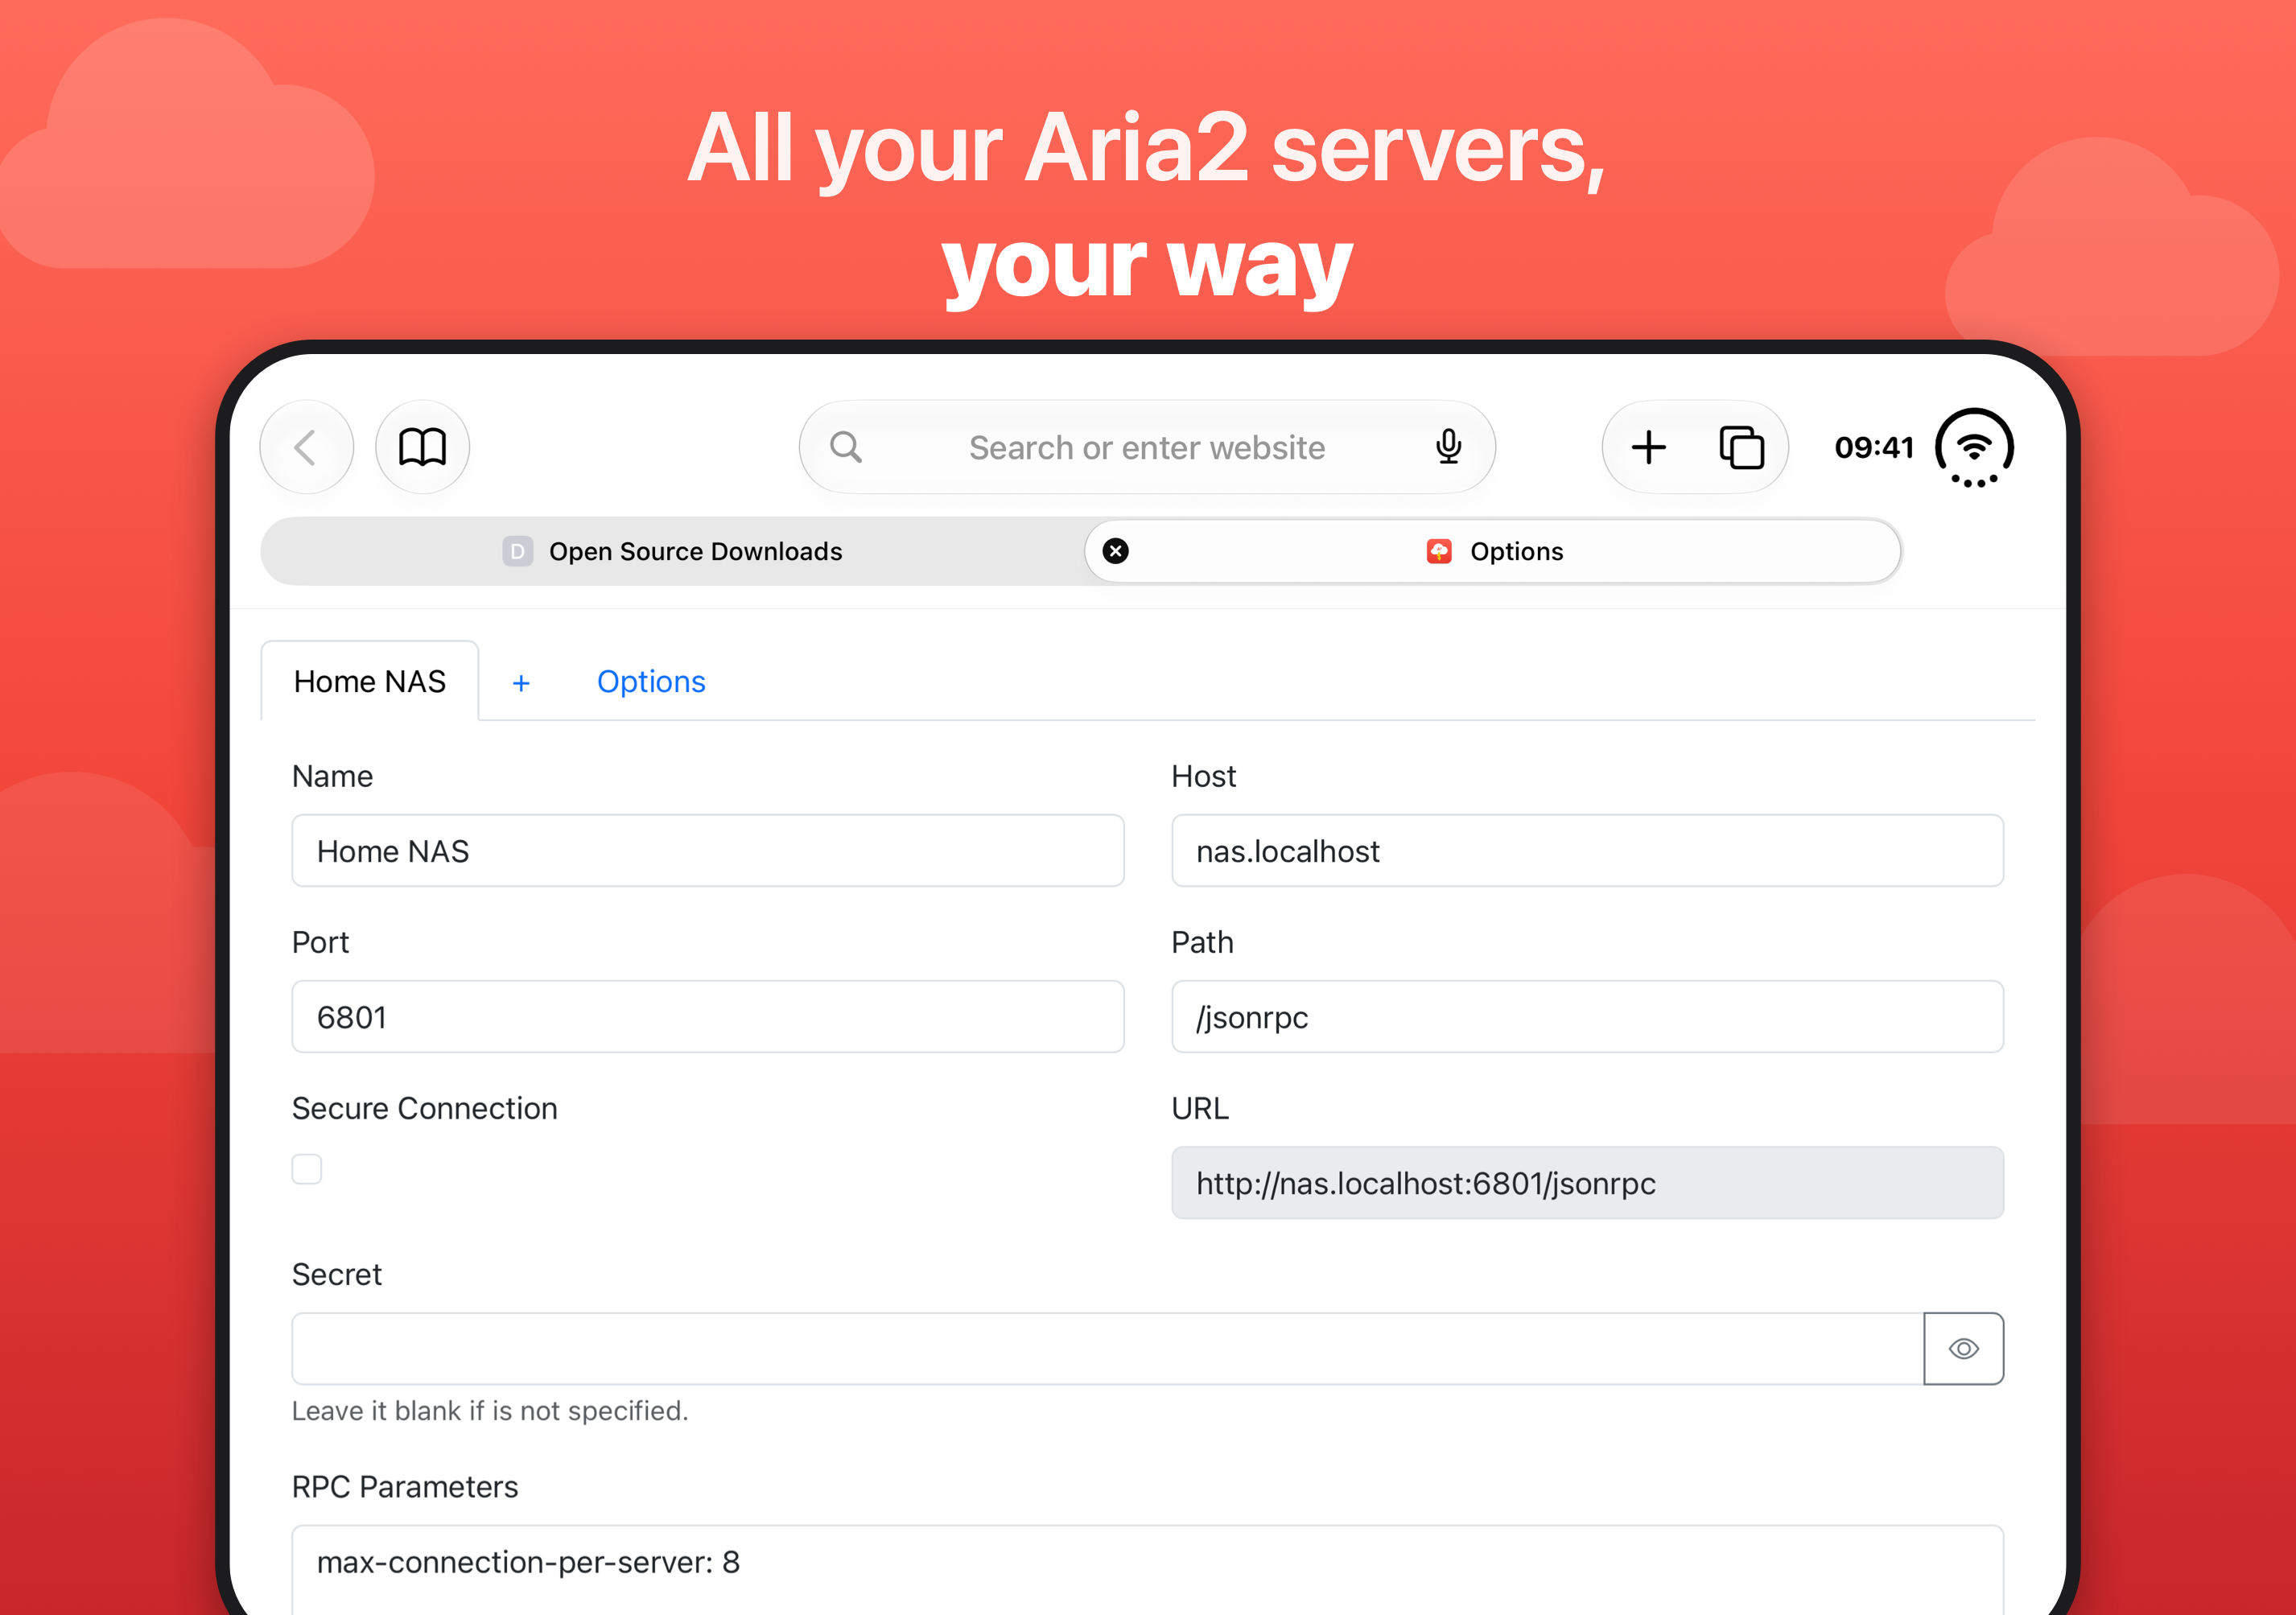 All your Aria2 servers,
your way
Search or enter website
09:41
D Open Source Downloads
Options
Home NAS + Options
Name
Host
Home NAS
nas.localhost
Port
Path
6801
/jsonrpc
Secure Connection
URL
http://nas.localhost:6801/jsonrpc
Secret
Leave it blank if is not specified.
RPC Parameters
max-connection-per-server: 8